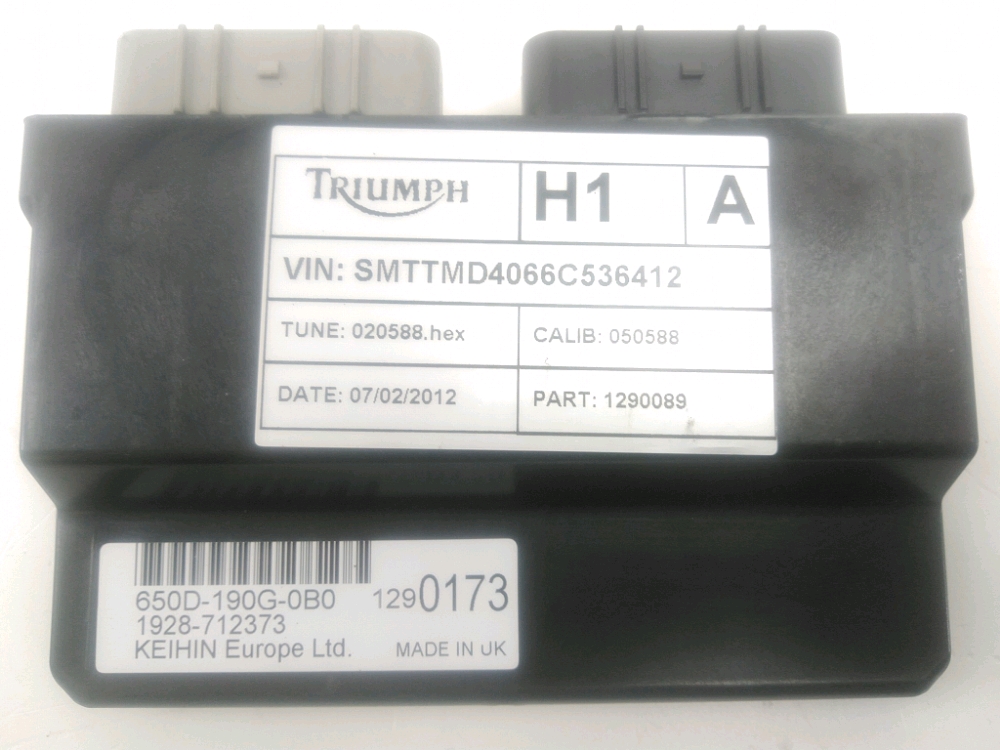 TRIUMPH H1 A
VIN: SMTTMD4066C536412
TUNE: 020588.hex CALIB: 050588
DATE: 07/02/2012 PART: 1290089
650D-190G-0B0 1290173
1928-712373
KEIHIN Europe Ltd. MADE IN UK